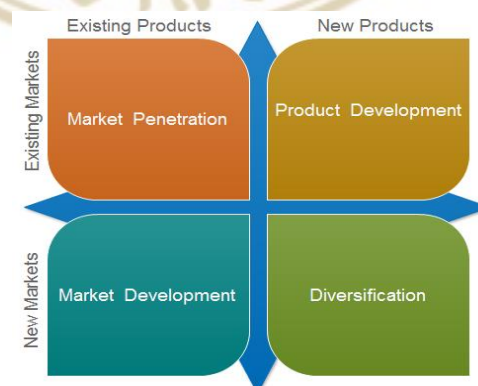 Existing Products
New Products
Existing Markets
Market Penetration
Product Development
New Markets
Market Development
Diversification